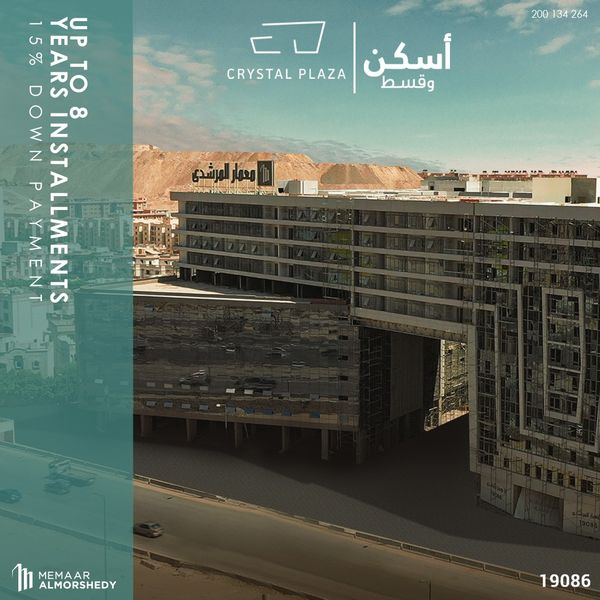 200 134 264
CRYSTAL PLAZA
أسكن
وقسط
UP TO 8
YEARS INSTALLMENTS
15% DOWN PAYMENT
معمار المرشدى
MEMAAR
ALMORSHEDY
19086